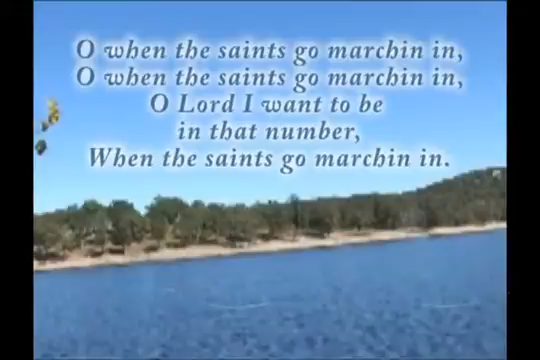 O when the saints go marchin in,
O when the saints go marchin in,
O Lord I want to be
in that number,
When the saints go marchin in.